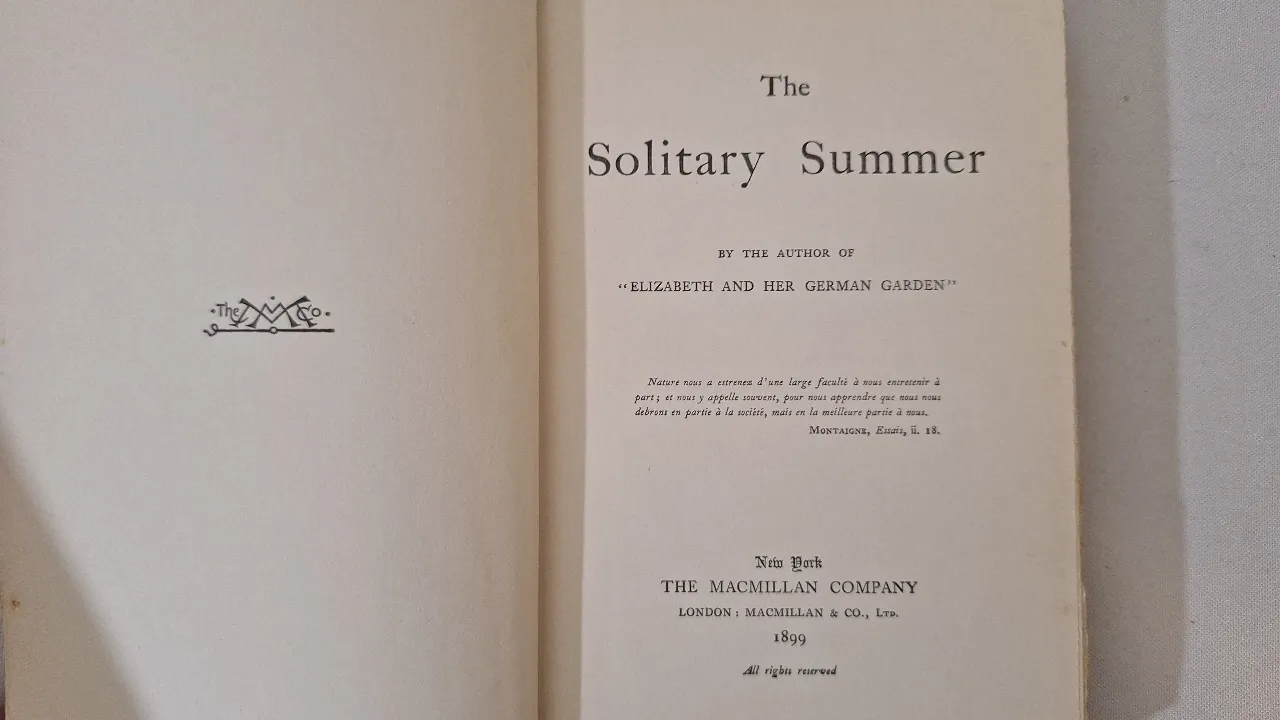 The M Co.
The
Solitary Summer
BY THE AUTHOR OF
"ELIZABETH AND HER GERMAN GARDEN"
Nature nous a estrenez d'une large faculté à nous entretenir à
part; et nous y appelle souvent, pour nous apprendre que nous nous
debrons en partie à la société, mais en la meilleure partie à nous.
MONTAIGNE, Essais, ii. 18.
New York
THE MACMILLAN COMPANY
LONDON: MACMILLAN & CO., LTD.
1899
All rights reserved